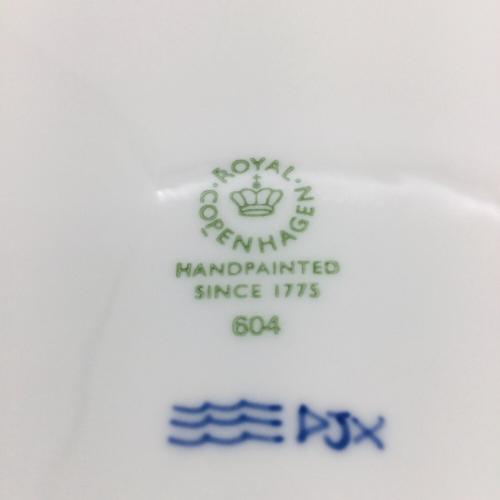 ROYAL COPENHAGEN
HANDPAINTED
SINCE 1775
604
DJX